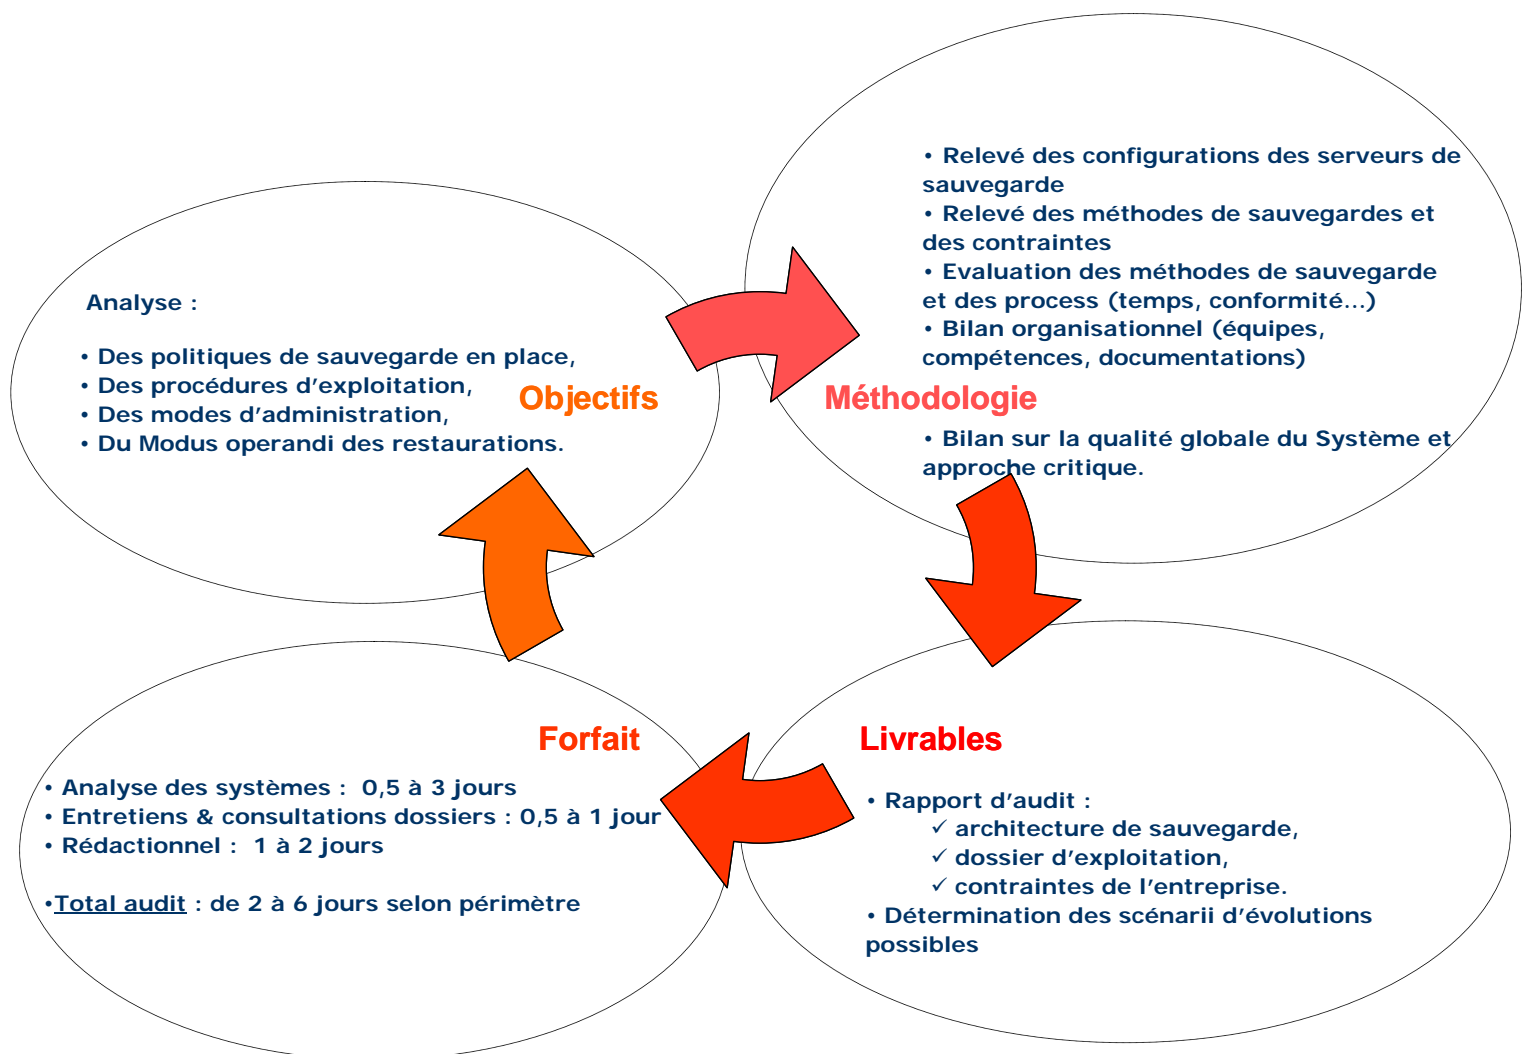 Analyse :
• Des politiques de sauvegarde en place,
• Des procédures d'exploitation,
• Des modes d'administration,
• Du Modus operandi des restaurations.
Objectifs
• Relevé des configurations des serveurs de
sauvegarde
• Relevé des méthodes de sauvegardes et
des contraintes
• Evaluation des méthodes de sauvegarde
et des process (temps, conformité…)
• Bilan organisationnel (équipes,
compétences, documentations)
Méthodologie
• Bilan sur la qualité globale du Système et
approche critique.
Livrables
• Rapport d'audit :
✓ architecture de sauvegarde,
✓ dossier d'exploitation,
✓ contraintes de l'entreprise.
• Détermination des scénarii d'évolutions
possibles
Forfait
• Analyse des systèmes : 0,5 à 3 jours
• Entretiens & consultations dossiers : 0,5 à 1 jour
• Rédactionnel : 1 à 2 jours
•Total audit : de 2 à 6 jours selon périmètre